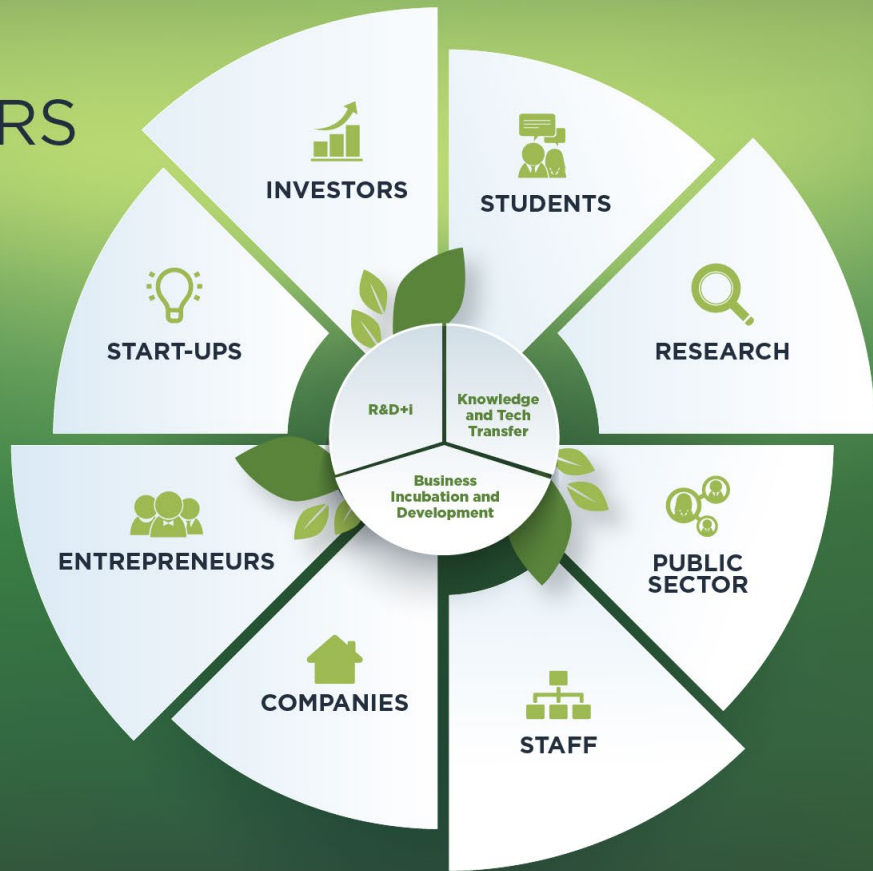 RS
INVESTORS
STUDENTS
START-UPS
RESEARCH
R&D+i
Knowledge
and Tech
Transfer
Business
Incubation and
Development
ENTREPRENEURS
PUBLIC
SECTOR
COMPANIES
STAFF